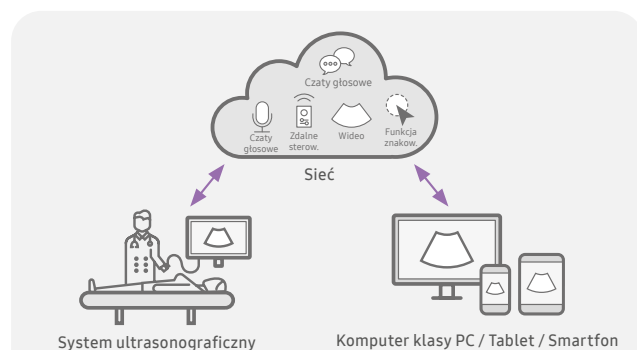 Czaty głosowe
Czaty
głosowe
Zdalne
sterow.
Wideo
Funkcja
znakow.
Sieć
System ultrasonograficzny
Komputer klasy PC / Tablet / Smartfon